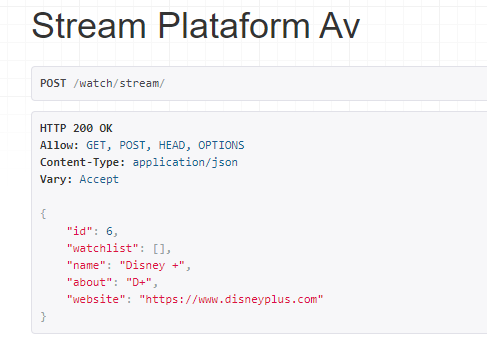 Stream Plataform Av
POST /watch/stream/
HTTP 200 OK
Allow: GET, POST, HEAD, OPTIONS
Content-Type: application/json
Vary: Accept
{
    "id": 6,
    "watchlist": [],
    "name": "Disney +",
    "about": "D+",
    "website": "https://www.disneyplus.com"
}